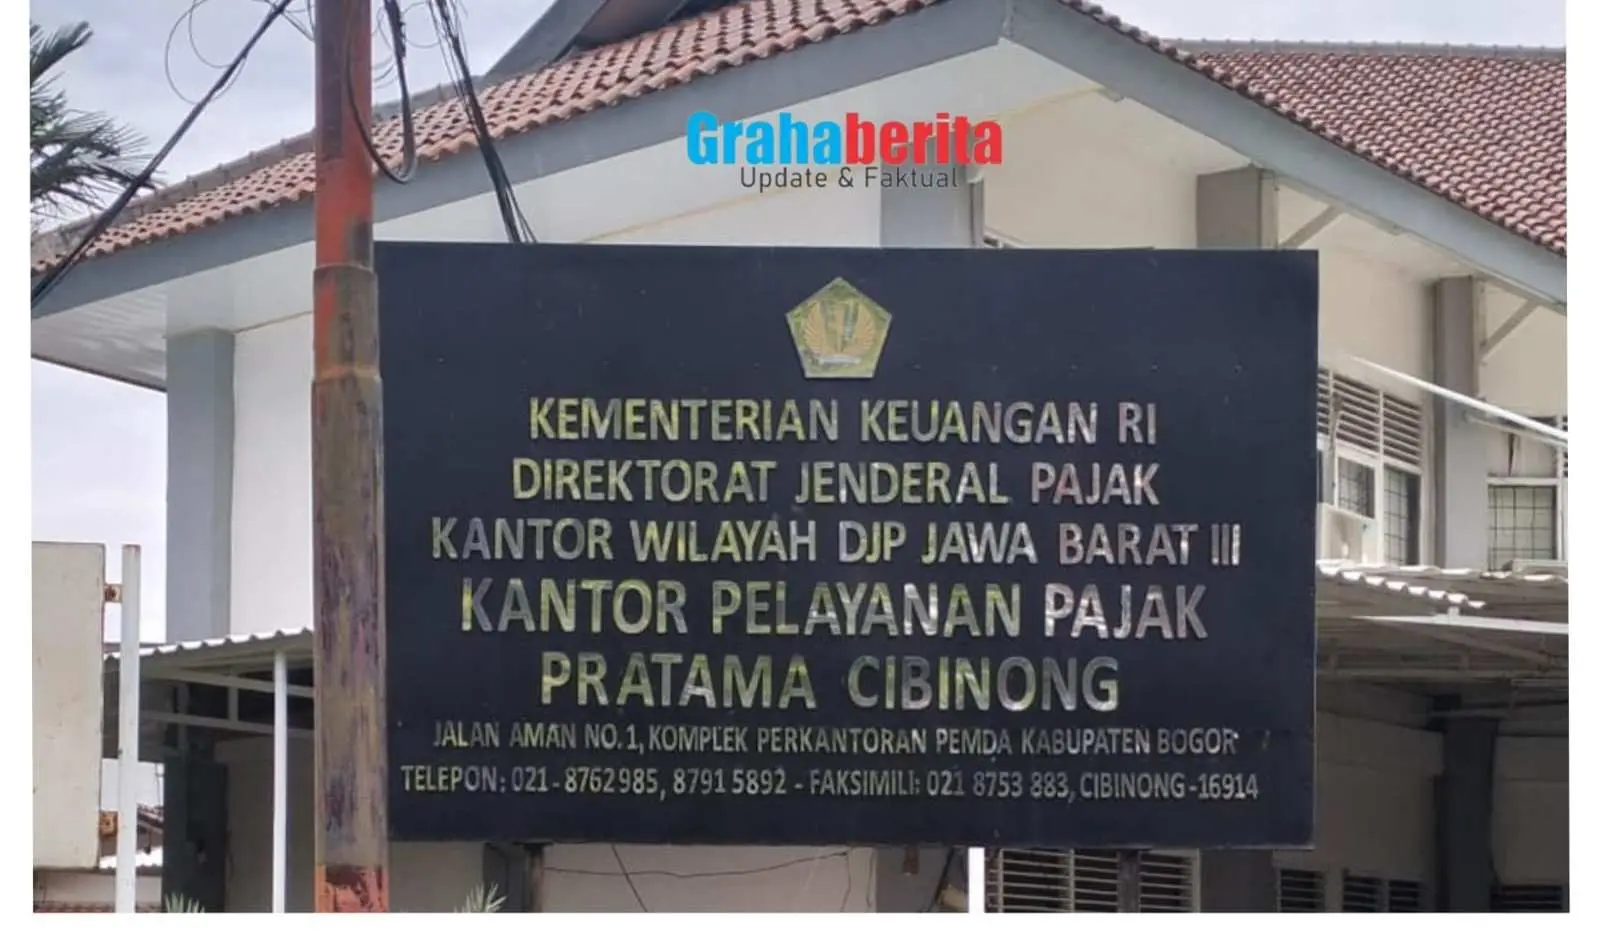 Grahaberita
Update & Faktual
KEMENTERIAN KEUANGAN RI
DIREKTORAT JENDERAL PAJAK
KANTOR WILAYAH DJP JAWA BARAT III
KANTOR PELAYANAN PAJAK
PRATAMA CIBINONG
JALAN AMAN NO.1, KOMPLEK PERKANTORAN PEMDA KABUPATEN BOGOR
TELEPON: 021-8762985, 8791 5892 - FAKSIMILI: 021 8753 883, CIBINONG-16914